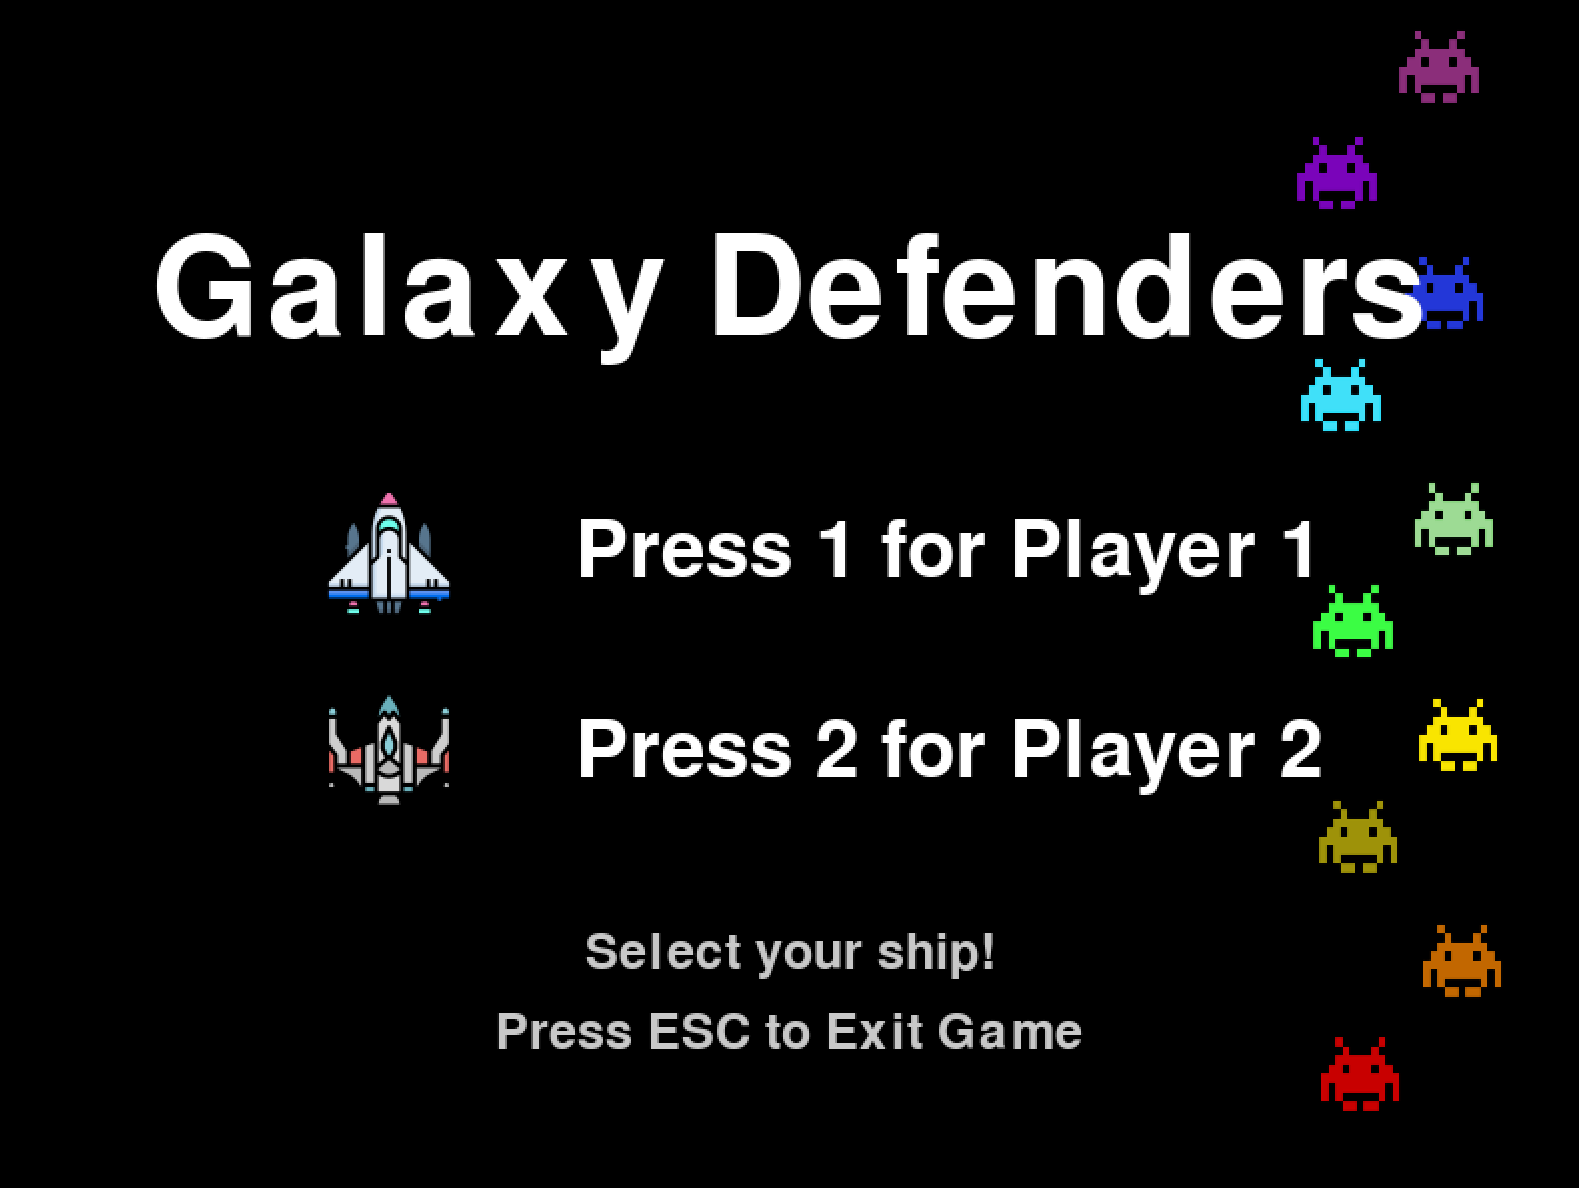 Galaxy Defenders
Press 1 for Player 1
Press 2 for Player 2
Select your ship!
Press ESC to Exit Game